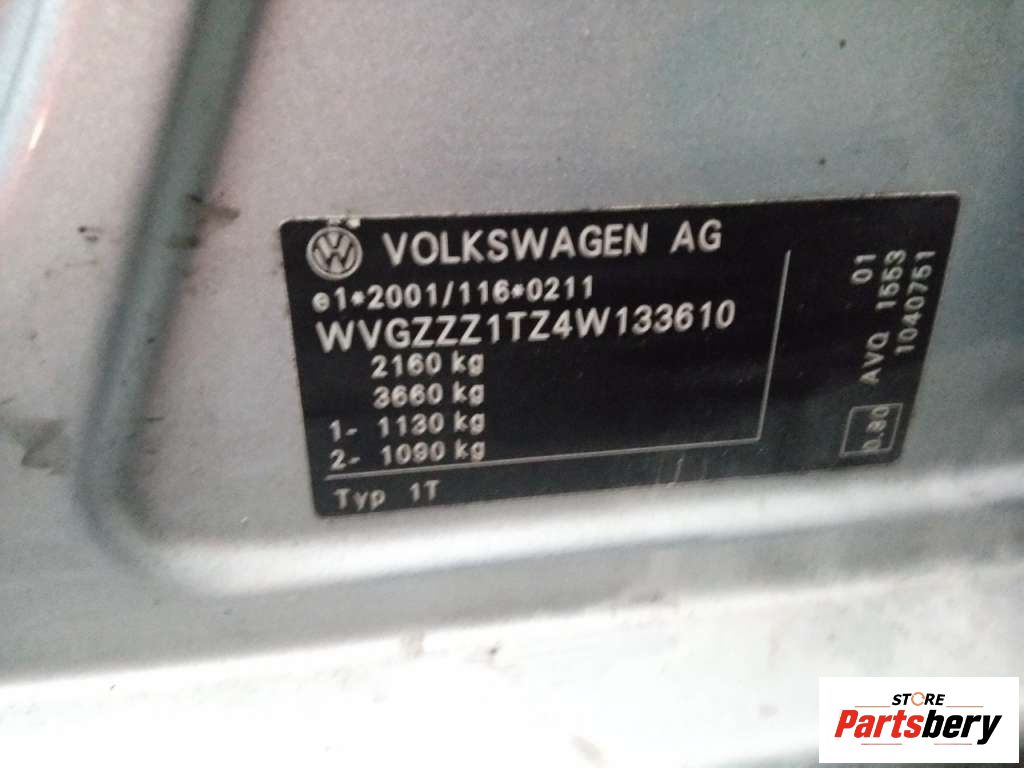 VOLKSWAGEN AG
e1*2001/116*0211
WVGZZZ1TZ4W133610
2160 kg
3660 kg
1- 1130 kg
2- 1090 kg
Typ 1T
01
AVQ 1553
1040751
D.80
STORE
Partsbery